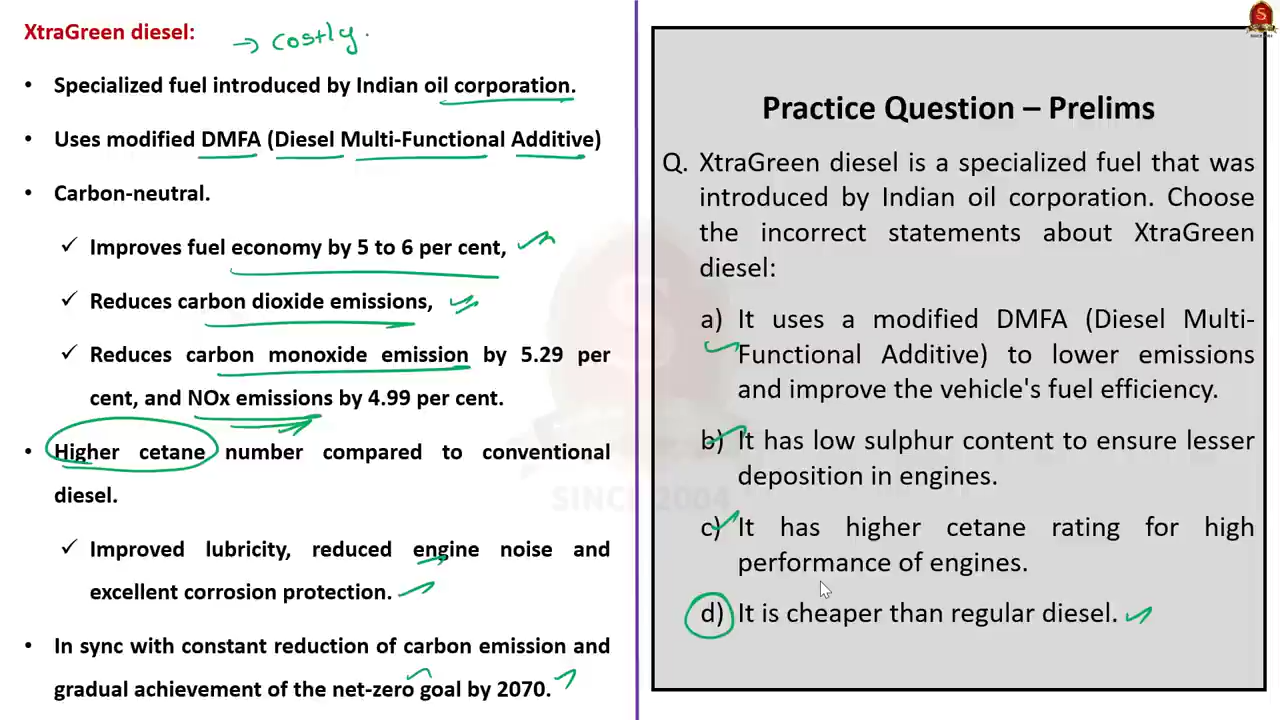 XtraGreen diesel:
→ costly.
• Specialized fuel introduced by Indian oil corporation.
• Uses modified DMFA (Diesel Multi-Functional Additive)
• Carbon-neutral.
✓ Improves fuel economy by 5 to 6 per cent,
✓ Reduces carbon dioxide emissions,
✓ Reduces carbon monoxide emission by 5.29 per
cent, and NOx emissions by 4.99 per cent.
• Higher cetane number compared to conventional
diesel.
✓ Improved lubricity, reduced engine noise and
excellent corrosion protection.
• In sync with constant reduction of carbon emission and
gradual achievement of the net-zero goal by 2070.
Practice Question – Prelims
Q. XtraGreen diesel is a specialized fuel that was
introduced by Indian oil corporation. Choose
the incorrect statements about XtraGreen
diesel:
a) It uses a modified DMFA (Diesel Multi-
Functional Additive) to lower emissions
and improve the vehicle's fuel efficiency.
b) It has low sulphur content to ensure lesser
deposition in engines.
c) It has higher cetane rating for high
performance of engines.
d) It is cheaper than regular diesel.
S
SINCE 2004
S
SINCE 2004